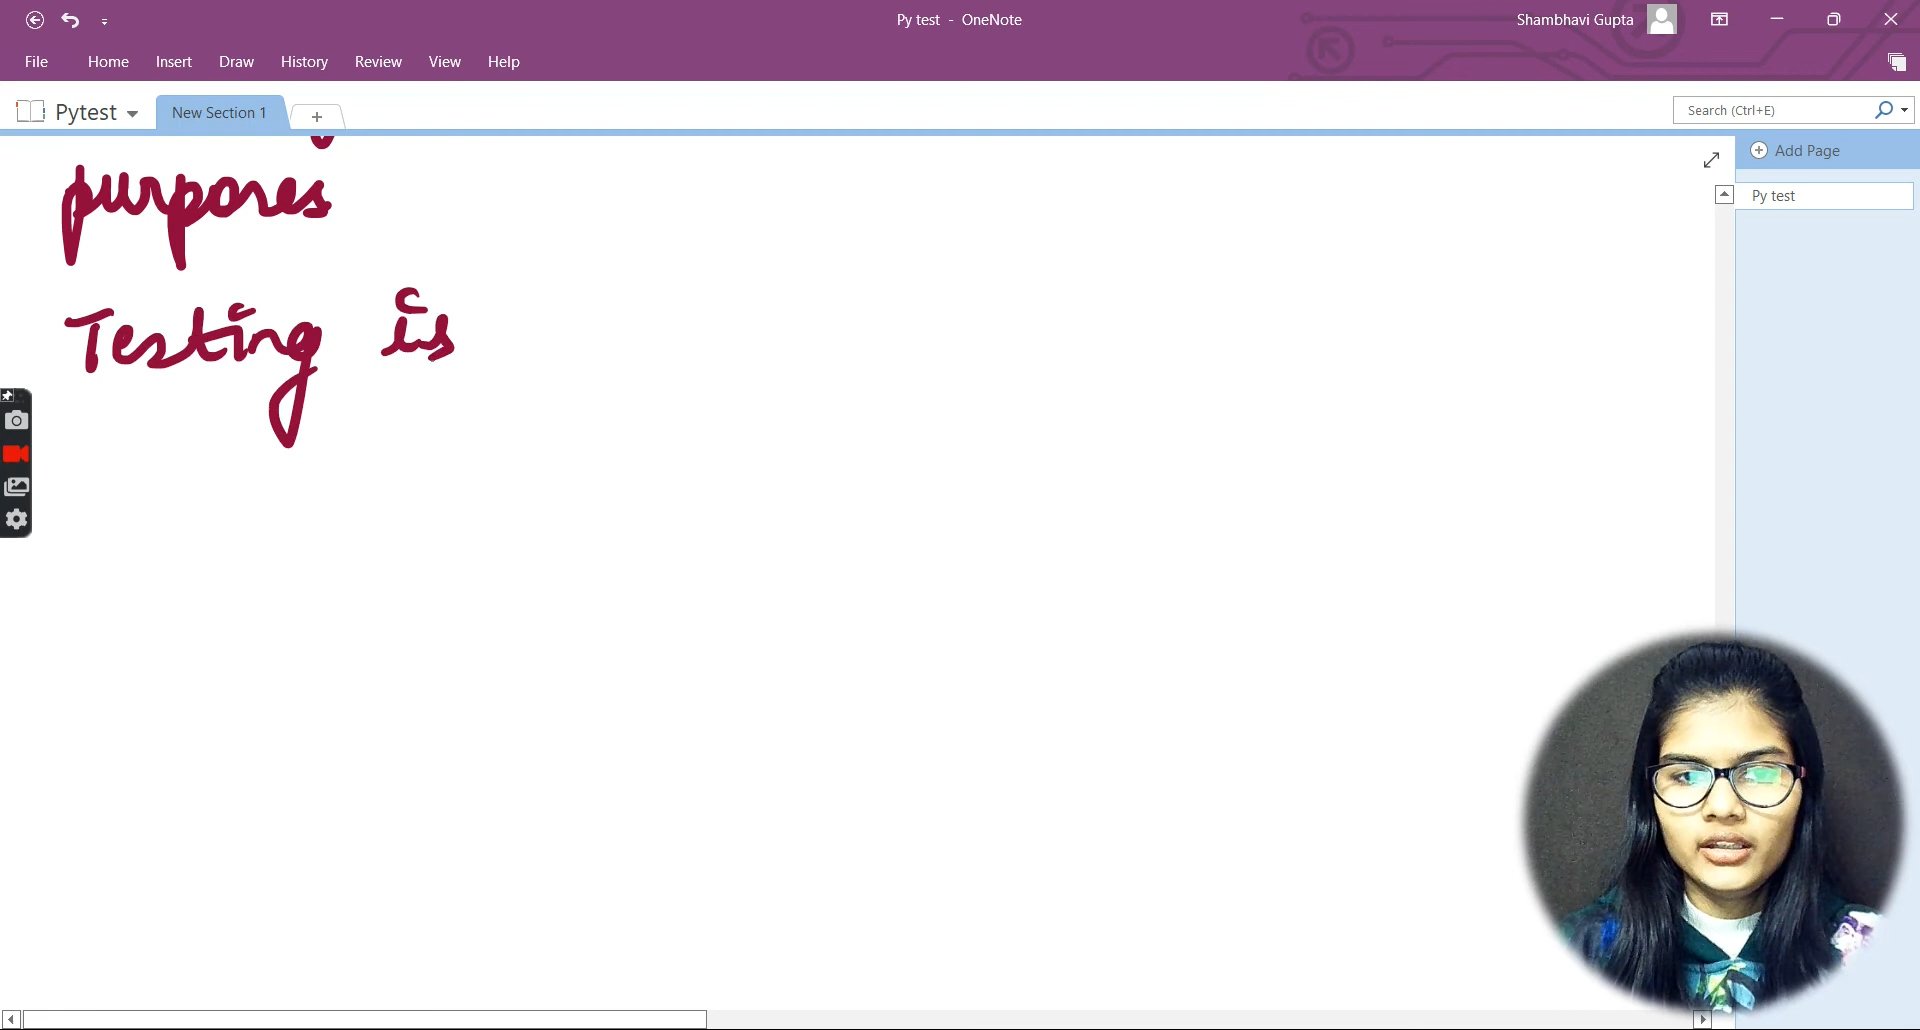 Py test - OneNote
Shambhavi Gupta
File Home Insert Draw History Review View Help
Pytest New Section 1 +
Search (Ctrl+E)
Add Page
Py test
purposes
Testing is